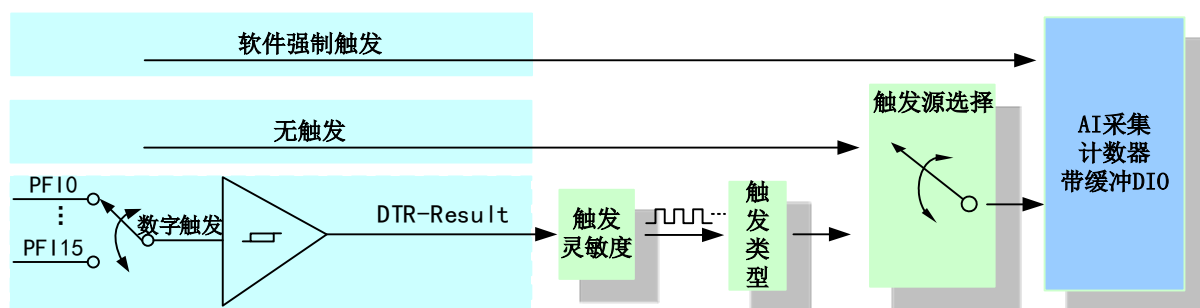 软件强制触发
无触发
触发源选择
AI采集
计数器
带缓冲DIO
PFI0
⋮
PFI15
数字触发
DTR-Result
触发
灵敏度
触
发
类
型